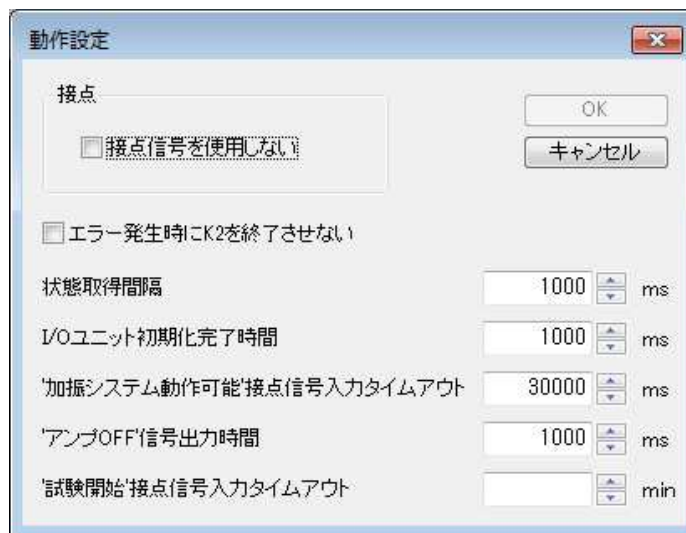 動作設定
接点
接点信号を使用しない
OK
キャンセル
エラー発生時にK2を終了させない
状態取得間隔 1000 ms
I/Oユニット初期化完了時間 1000 ms
'加振システム動作可能'接点信号入力タイムアウト 30000 ms
'アンプOFF'信号出力時間 1000 ms
'試験開始'接点信号入力タイムアウト min